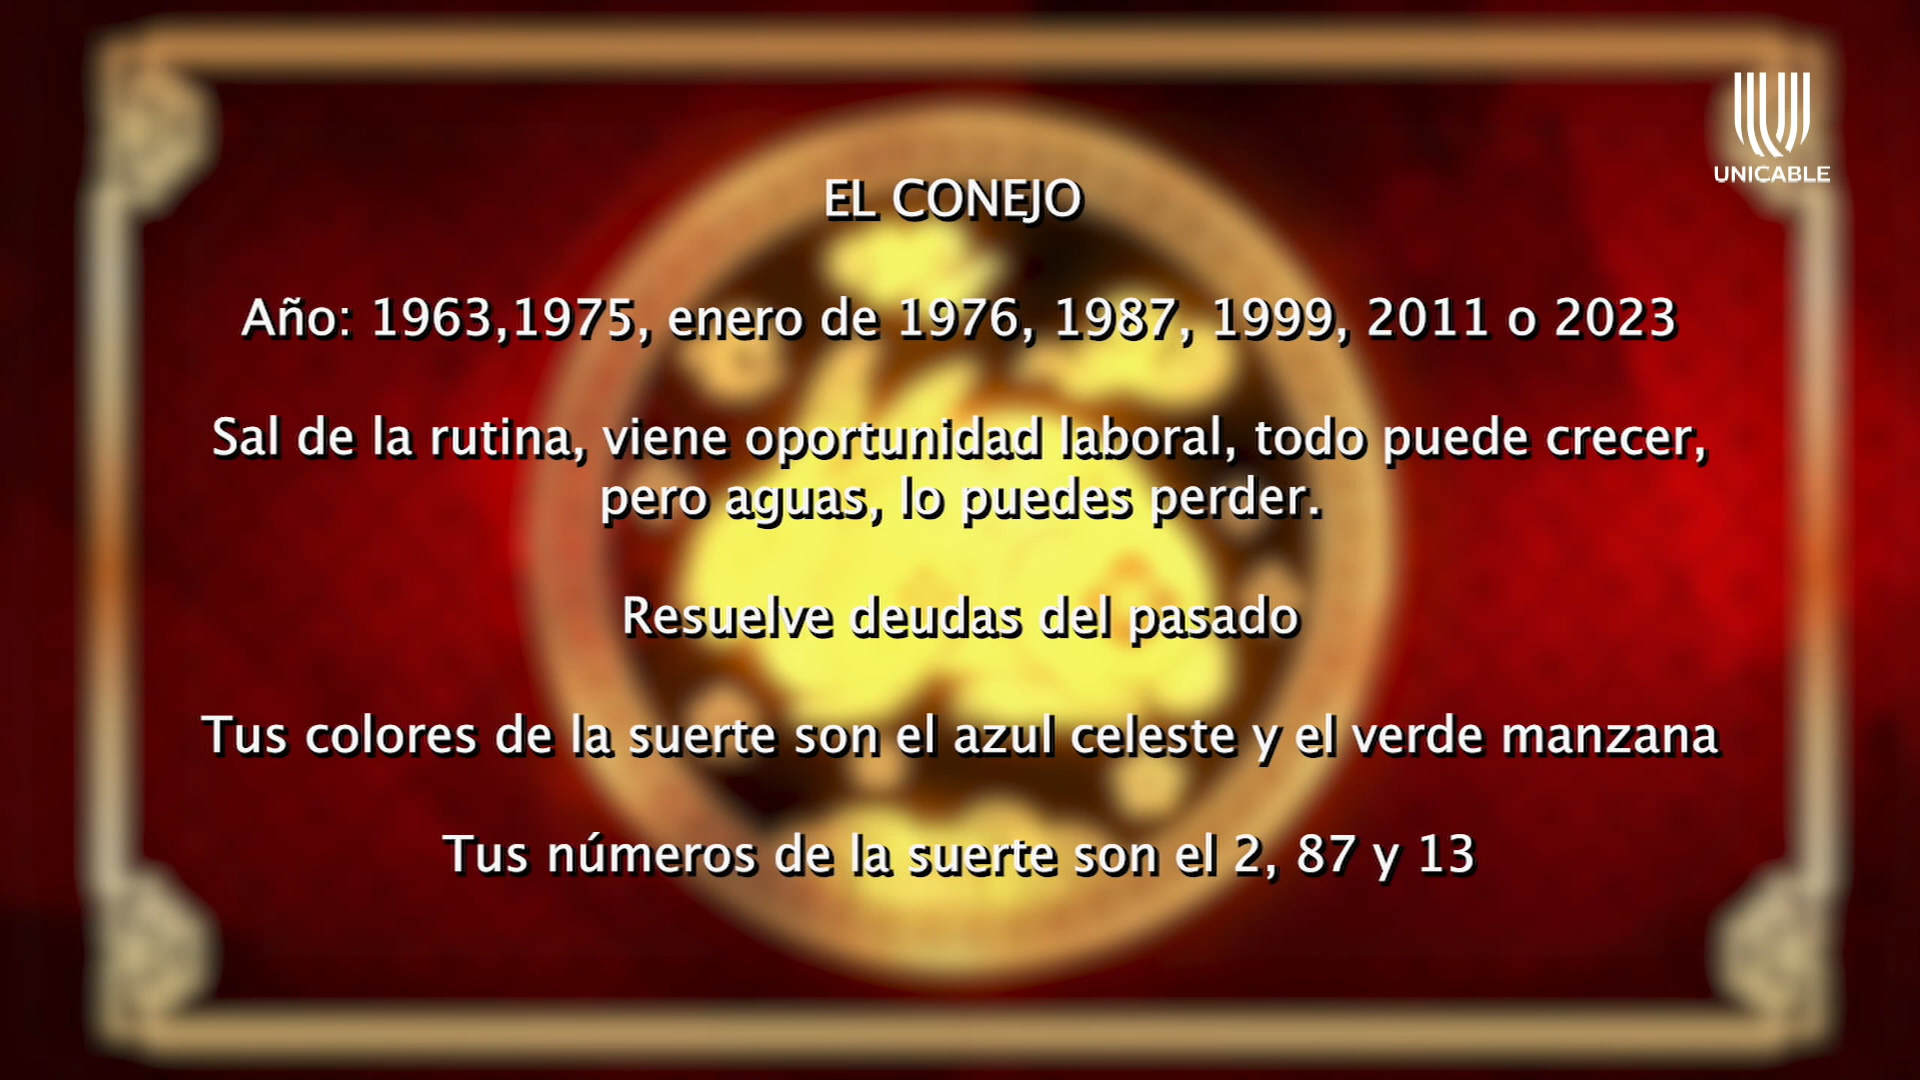 UNICABLE
EL CONEJO
Año: 1963,1975, enero de 1976, 1987, 1999, 2011 o 2023
Sal de la rutina, viene oportunidad laboral, todo puede crecer,
pero aguas, lo puedes perder.
Resuelve deudas del pasado
Tus colores de la suerte son el azul celeste y el verde manzana
Tus números de la suerte son el 2, 87 y 13